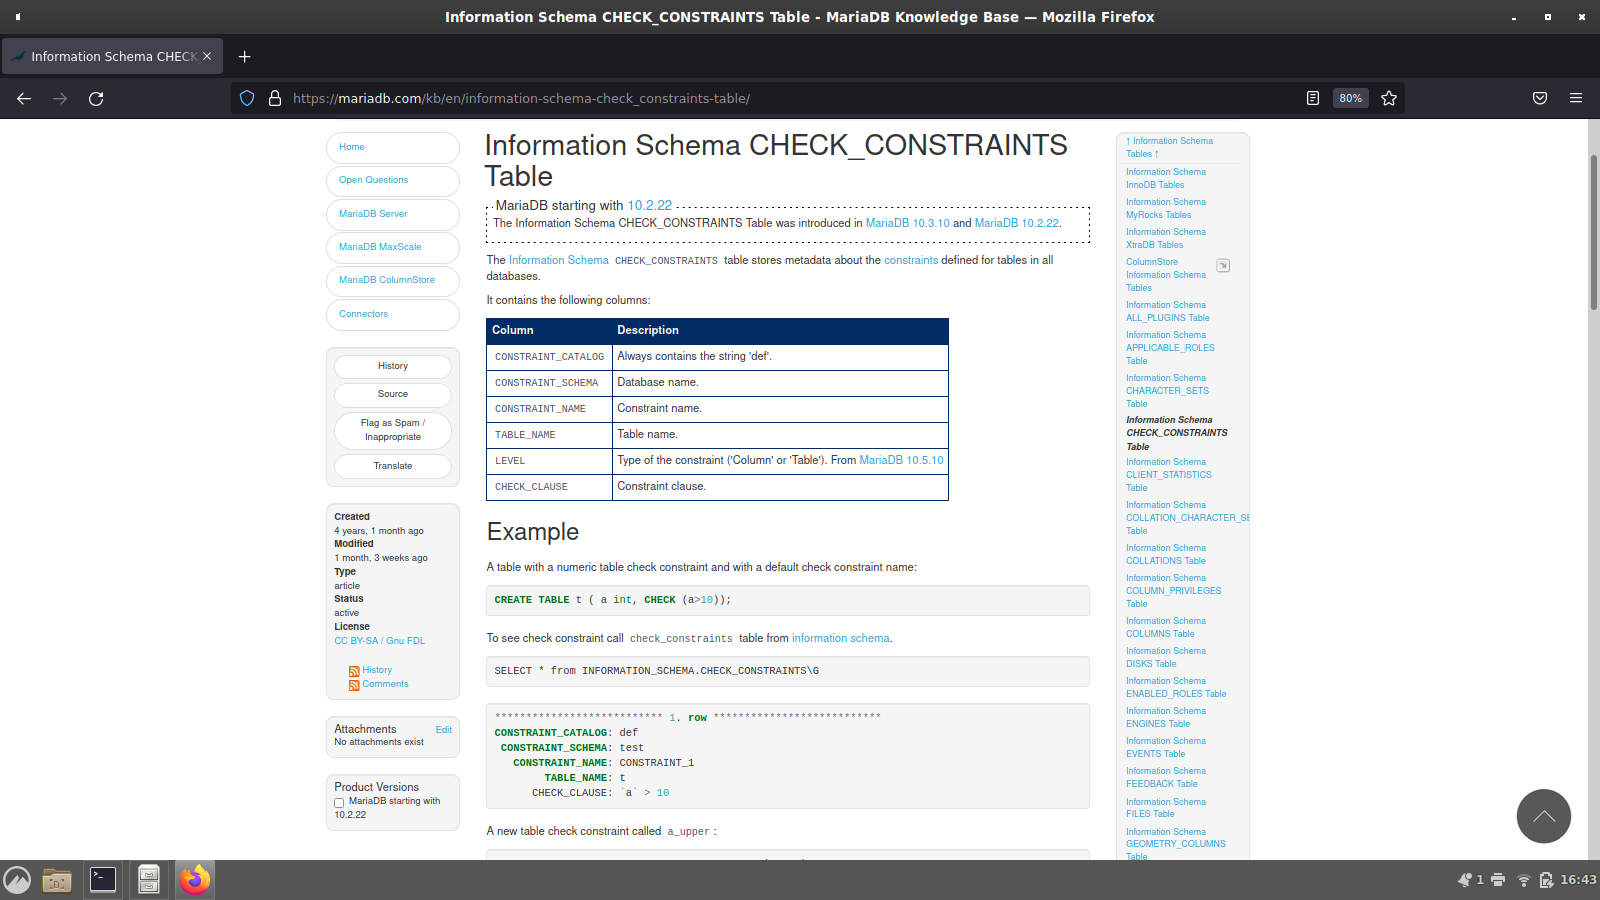 Information Schema CHECK_CONSTRAINTS Table - MariaDB Knowledge Base — Mozilla Firefox
Information Schema CHECK
https://mariadb.com/kb/en/information-schema-check_constraints-table/
80%
Home
Open Questions
MariaDB Server
MariaDB MaxScale
MariaDB ColumnStore
Connectors
History
Source
Flag as Spam /
Inappropriate
Translate
Created
4 years, 1 month ago
Modified
1 month, 3 weeks ago
Type
article
Status
active
License
CC BY-SA / Gnu FDL
History
Comments
Attachments Edit
No attachments exist
Product Versions
MariaDB starting with
10.2.22
Information Schema CHECK_CONSTRAINTS
Table
MariaDB starting with 10.2.22
The Information Schema CHECK_CONSTRAINTS Table was introduced in MariaDB 10.3.10 and MariaDB 10.2.22.
The Information Schema CHECK_CONSTRAINTS table stores metadata about the constraints defined for tables in all
databases.
It contains the following columns:
Column Description
CONSTRAINT_CATALOG Always contains the string 'def'.
CONSTRAINT_SCHEMA Database name.
CONSTRAINT_NAME Constraint name.
TABLE_NAME Table name.
LEVEL Type of the constraint ('Column' or 'Table'). From MariaDB 10.5.10
CHECK_CLAUSE Constraint clause.
Example
A table with a numeric table check constraint and with a default check constraint name:
CREATE TABLE t ( a int, CHECK (a>10));
To see check constraint call check_constraints table from information schema.
SELECT * from INFORMATION_SCHEMA.CHECK_CONSTRAINTS\G
*************************** 1. row ***************************
CONSTRAINT_CATALOG: def
CONSTRAINT_SCHEMA: test
CONSTRAINT_NAME: CONSTRAINT_1
TABLE_NAME: t
CHECK_CLAUSE: `a` > 10
A new table check constraint called a_upper :
↑ Information Schema
Tables ↑
Information Schema
InnoDB Tables
Information Schema
MyRocks Tables
Information Schema
XtraDB Tables
ColumnStore
Information Schema
Tables
Information Schema
ALL_PLUGINS Table
Information Schema
APPLICABLE_ROLES
Table
Information Schema
CHARACTER_SETS
Table
Information Schema
CHECK_CONSTRAINTS
Table
Information Schema
CLIENT_STATISTICS
Table
Information Schema
COLLATION_CHARACTER_SE
Table
Information Schema
COLLATIONS Table
Information Schema
COLUMN_PRIVILEGES
Table
Information Schema
COLUMNS Table
Information Schema
DISKS Table
Information Schema
ENABLED_ROLES Table
Information Schema
ENGINES Table
Information Schema
EVENTS Table
Information Schema
FEEDBACK Table
Information Schema
FILES Table
Information Schema
GEOMETRY_COLUMNS
Table
1
16:43